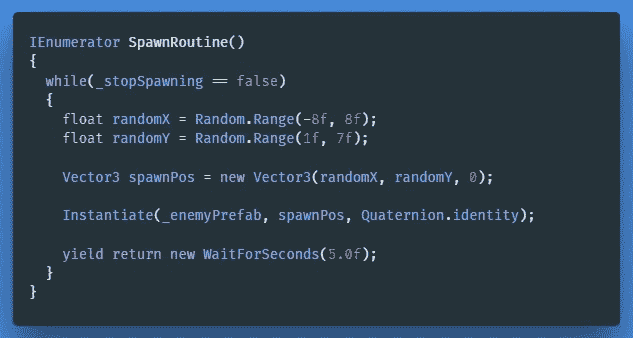 IEnumerator SpawnRoutine()
{
  while(_stopSpawning == false)
  {
    float randomX = Random.Range(-8f, 8f);
    float randomY = Random.Range(1f, 7f);

    Vector3 spawnPos = new Vector3(randomX, randomY, 0);

    Instantiate(_enemyPrefab, spawnPos, Quaternion.identity);

    yield return new WaitForSeconds(5.0f);
  }
}